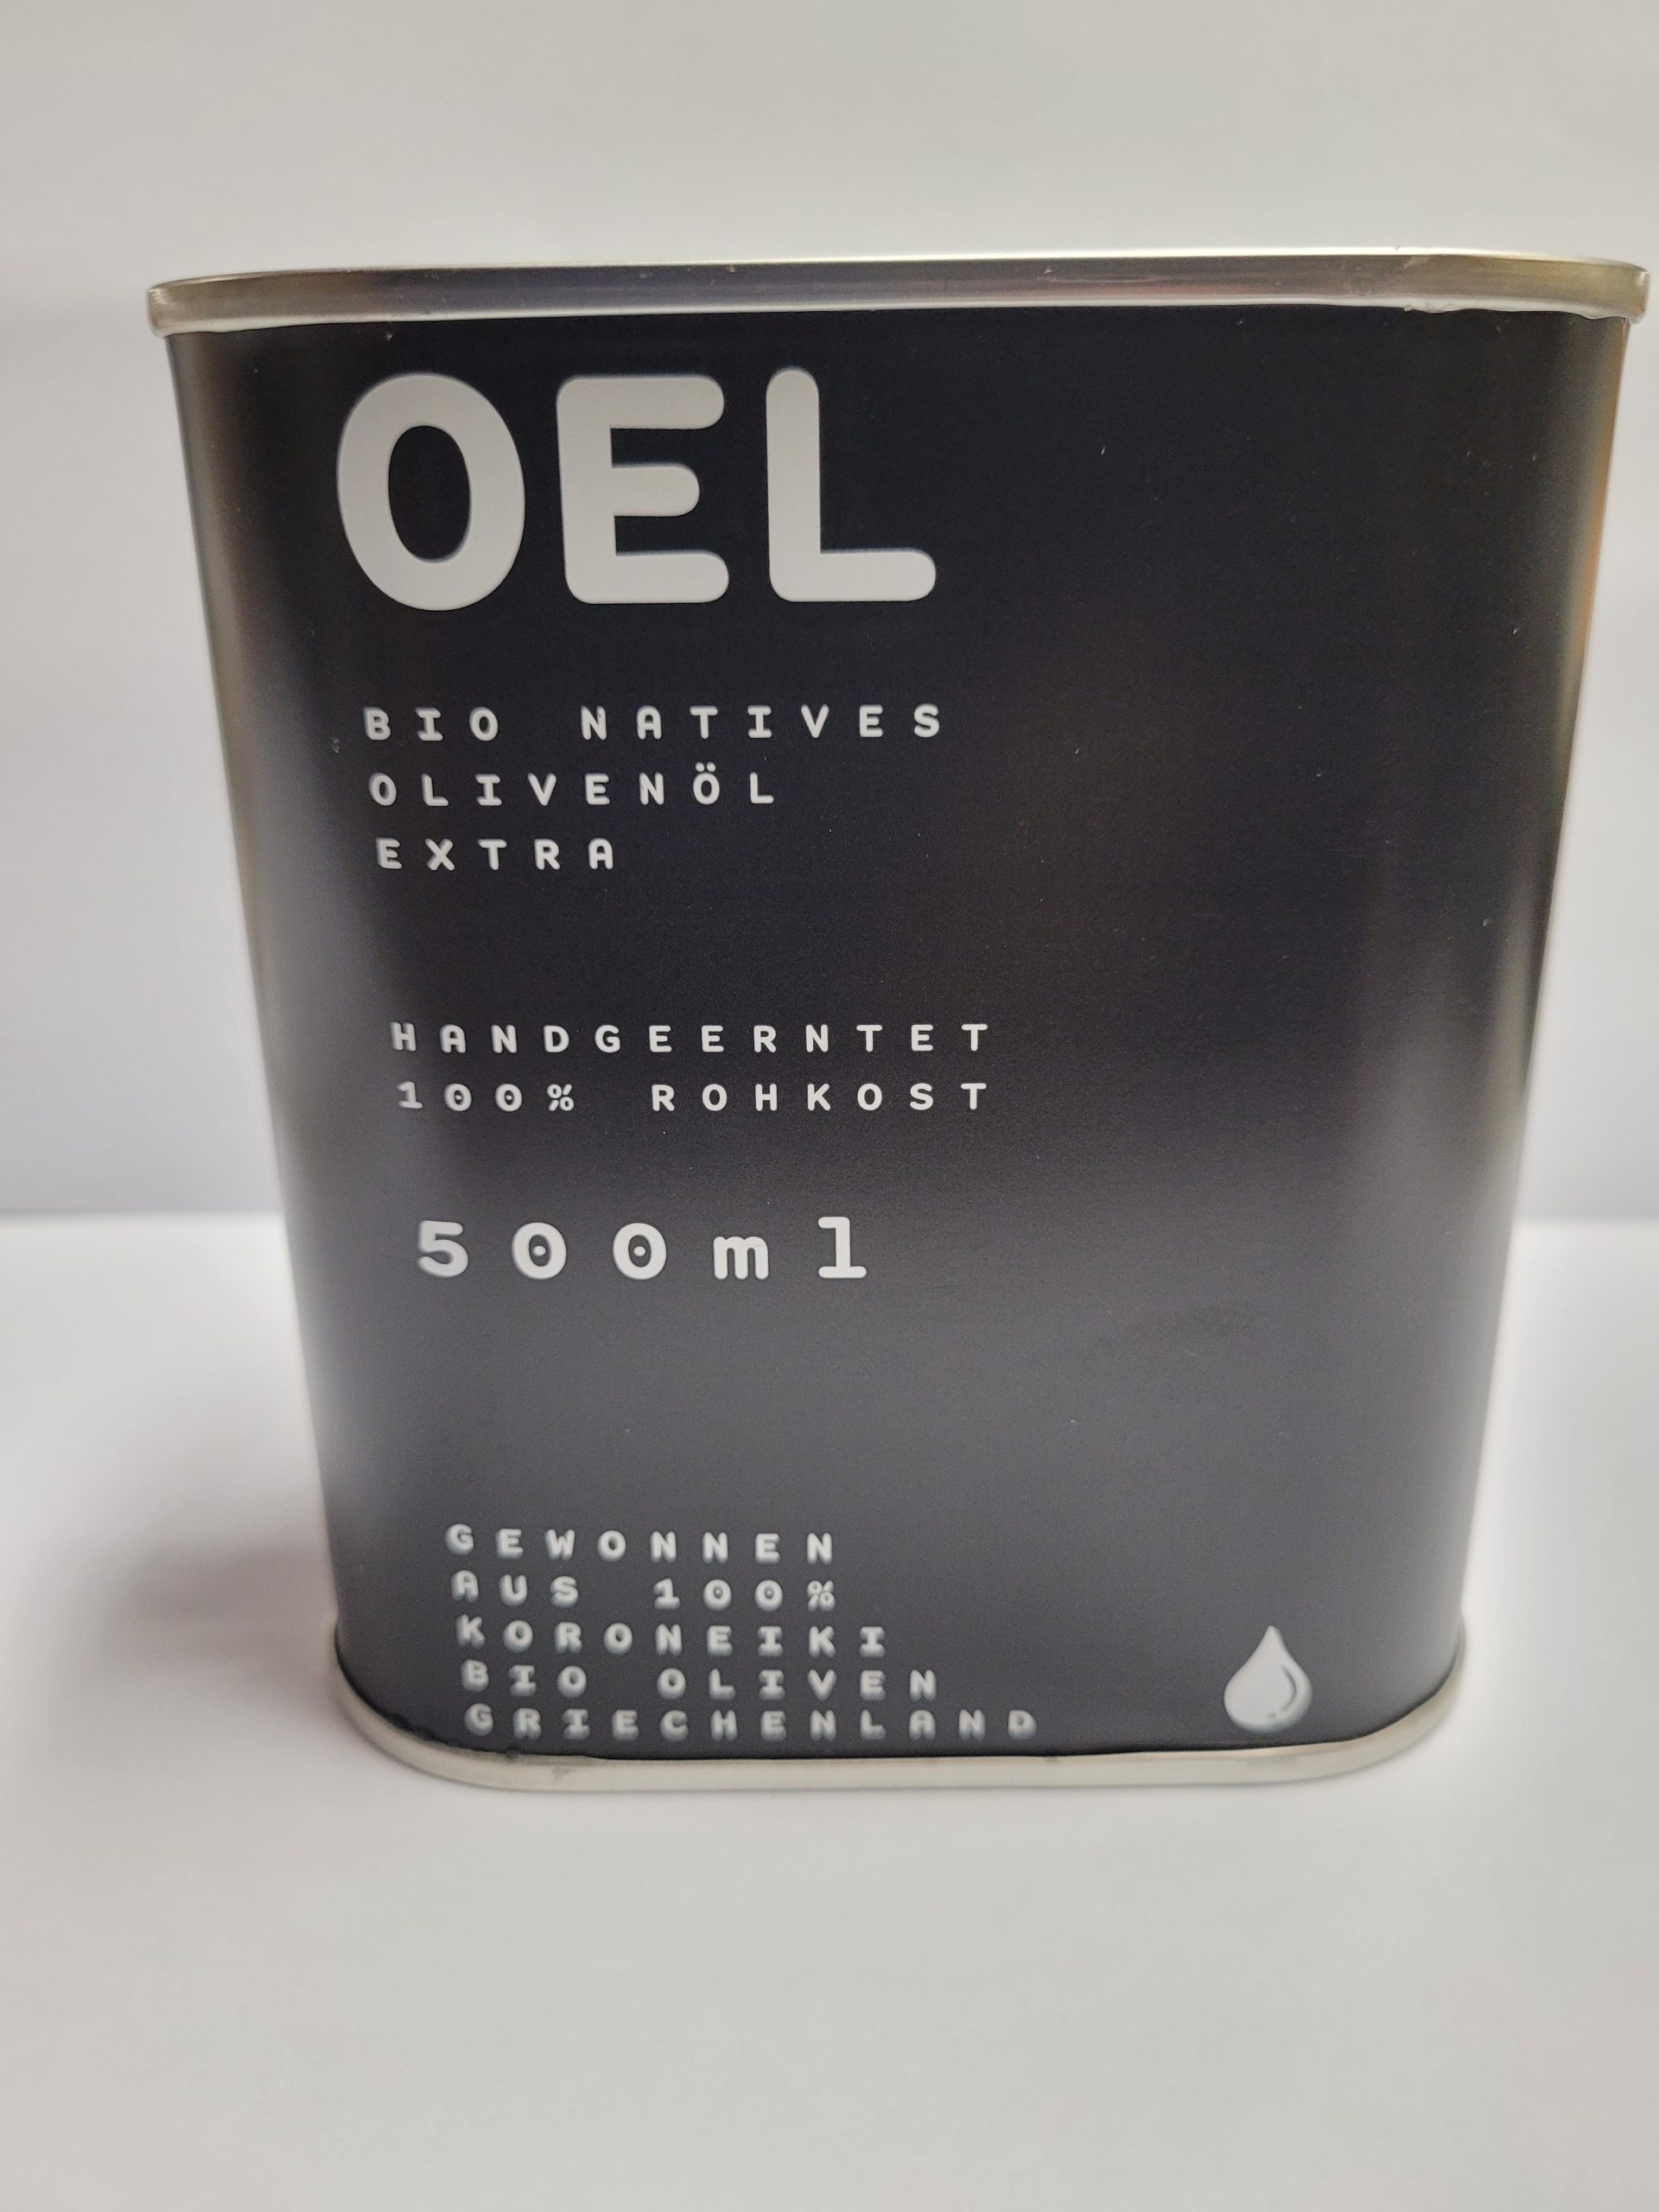 OEL
BIO NATIVES
OLIVENÖL
EXTRA
HANDGEERNTET
100% ROHKOST
500ml
GEWONNEN
AUS 100%
KORONEIKI
BIO OLIVEN
GRIECHENLAND